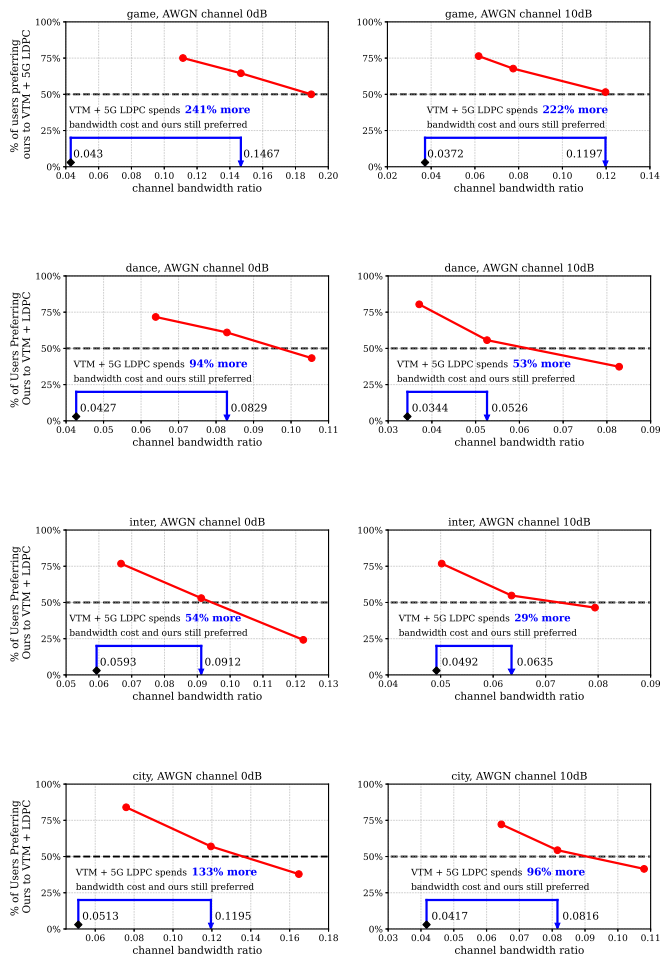 game, AWGN channel 0dB
% of users preferring
ours to VTM + 5G LDPC
100%
75%
50%
25%
0%
VTM + 5G LDPC spends 241% more
bandwidth cost and ours still preferred
0.043
0.1467
0.04 0.06 0.08 0.10 0.12 0.14 0.16 0.18 0.20
channel bandwidth ratio
game, AWGN channel 10dB
100%
75%
50%
25%
0%
VTM + 5G LDPC spends 222% more
bandwidth cost and ours still preferred
0.0372
0.1197
0.02 0.04 0.06 0.08 0.10 0.12 0.14
channel bandwidth ratio
dance, AWGN channel 0dB
% of Users Preferring
Ours to VTM + LDPC
100%
75%
50%
25%
0%
VTM + 5G LDPC spends 94% more
bandwidth cost and ours still preferred
0.0427
0.0829
0.04 0.05 0.06 0.07 0.08 0.09 0.10 0.11
channel bandwidth ratio
dance, AWGN channel 10dB
100%
75%
50%
25%
0%
VTM + 5G LDPC spends 53% more
bandwidth cost and ours still preferred
0.0344
0.0526
0.03 0.04 0.05 0.06 0.07 0.08 0.09
channel bandwidth ratio
inter, AWGN channel 0dB
% of Users Preferring
Ours to VTM + LDPC
100%
75%
50%
25%
0%
VTM + 5G LDPC spends 54% more
bandwidth cost and ours still preferred
0.0593
0.0912
0.05 0.06 0.07 0.08 0.09 0.10 0.11 0.12 0.13
channel bandwidth ratio
inter, AWGN channel 10dB
100%
75%
50%
25%
0%
VTM + 5G LDPC spends 29% more
bandwidth cost and ours still preferred
0.0492
0.0635
0.04 0.05 0.06 0.07 0.08 0.09
channel bandwidth ratio
city, AWGN channel 0dB
% of Users Preferring
Ours to VTM + LDPC
100%
75%
50%
25%
0%
VTM + 5G LDPC spends 133% more
bandwidth cost and ours still preferred
0.0513
0.1195
0.06 0.08 0.10 0.12 0.14 0.16 0.18
channel bandwidth ratio
city, AWGN channel 10dB
100%
75%
50%
25%
0%
VTM + 5G LDPC spends 96% more
bandwidth cost and ours still preferred
0.0417
0.0816
0.03 0.04 0.05 0.06 0.07 0.08 0.09 0.10 0.11
channel bandwidth ratio